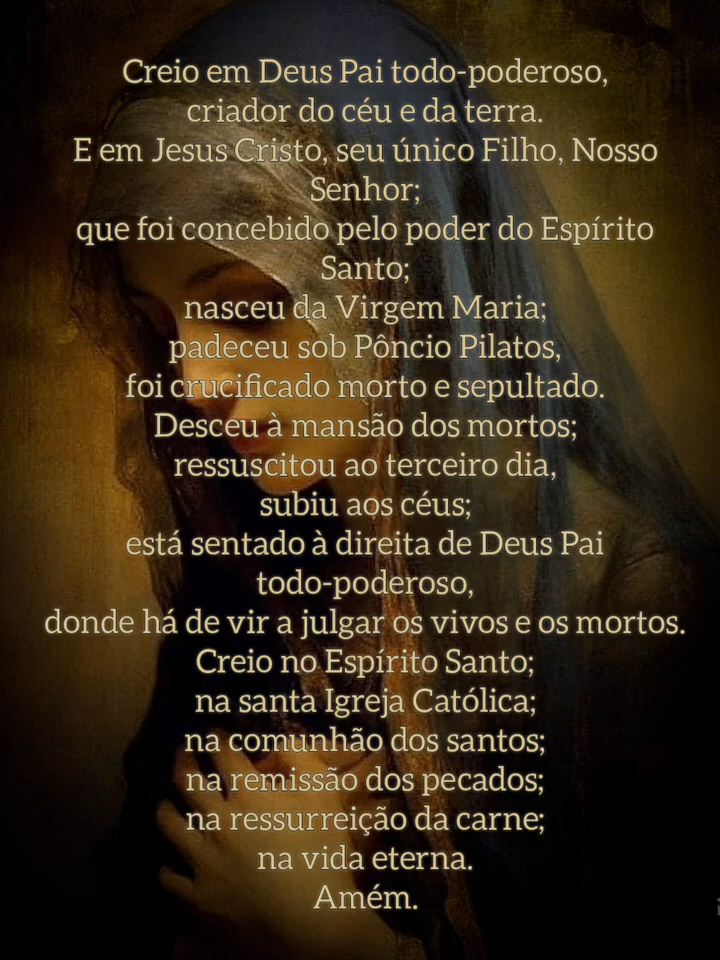 Creio em Deus Pai todo-poderoso,
criador do céu e da terra.
E em Jesus Cristo, seu único Filho, Nosso
Senhor;
que foi concebido pelo poder do Espírito
Santo;
nasceu da Virgem Maria;
padeceu sob Pôncio Pilatos,
foi crucificado morto e sepultado.
Desceu à mansão dos mortos;
ressuscitou ao terceiro dia,
subiu aos céus;
está sentado à direita de Deus Pai
todo-poderoso,
donde há de vir a julgar os vivos e os mortos.
Creio no Espírito Santo;
na santa Igreja Católica;
na comunhão dos santos;
na remissão dos pecados;
na ressurreição da carne;
na vida eterna.
Amém.